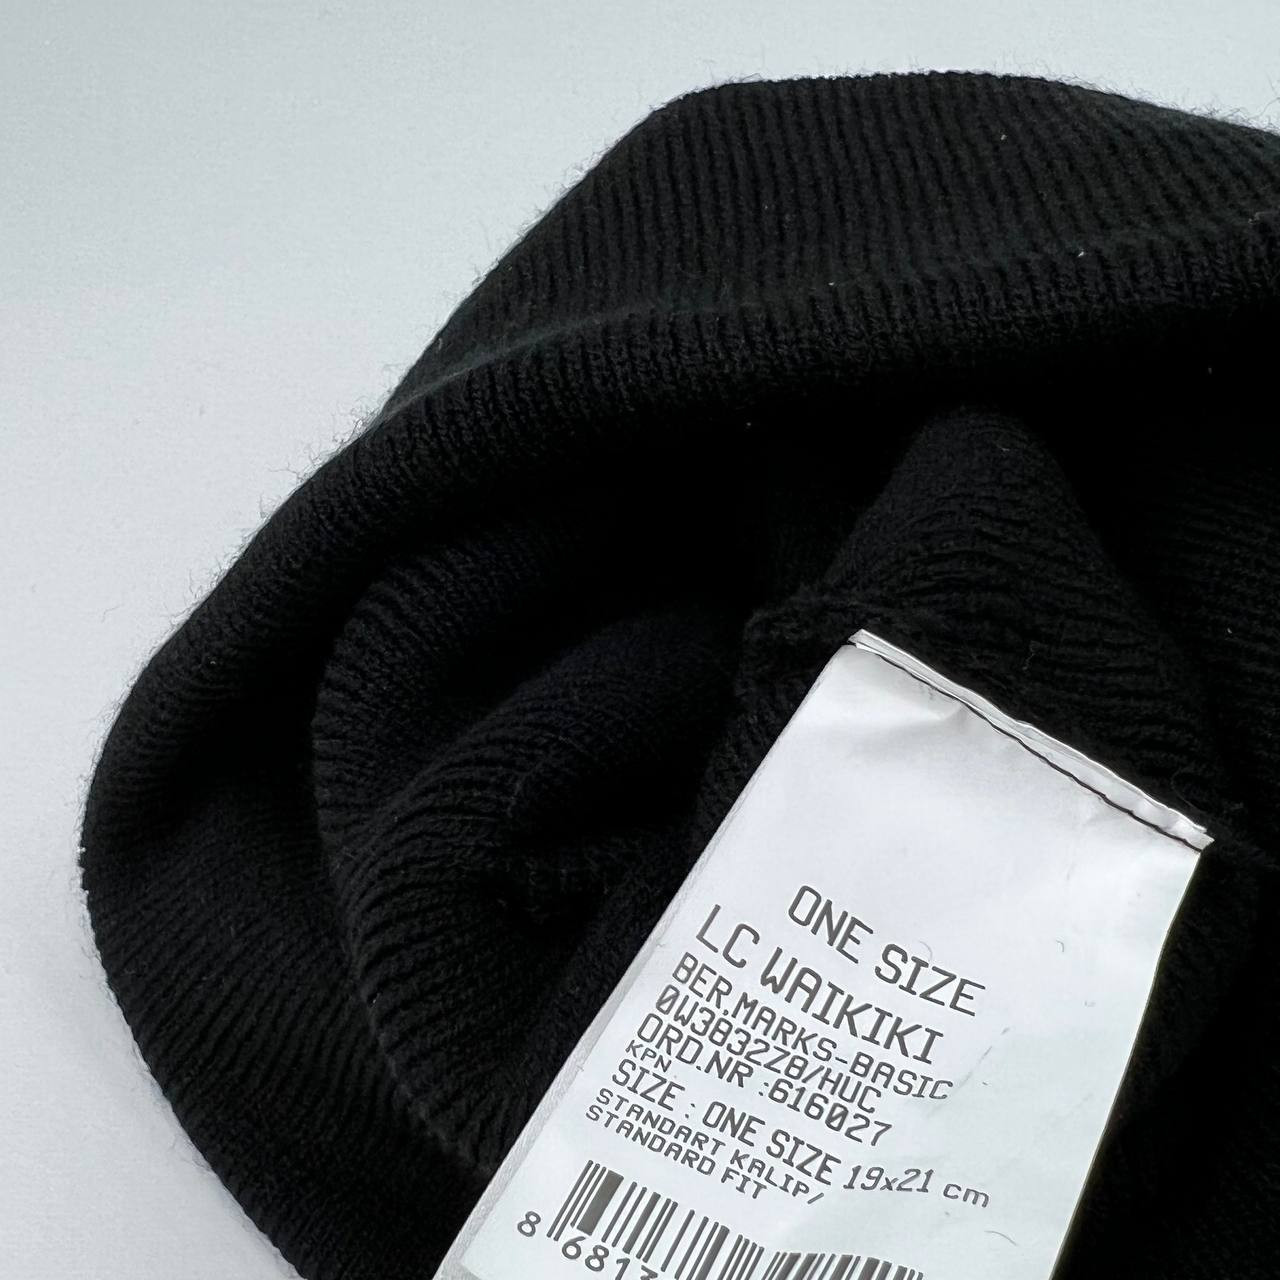 ONE SIZE
LC WAIKIKI
BER.MARKS-BASIC
0W3832Z8/HUC
ORD.NR :616027
KPN
SIZE : ONE SIZE 19x21 cm
STANDART KALIP/
STANDARD FIT
8 6813